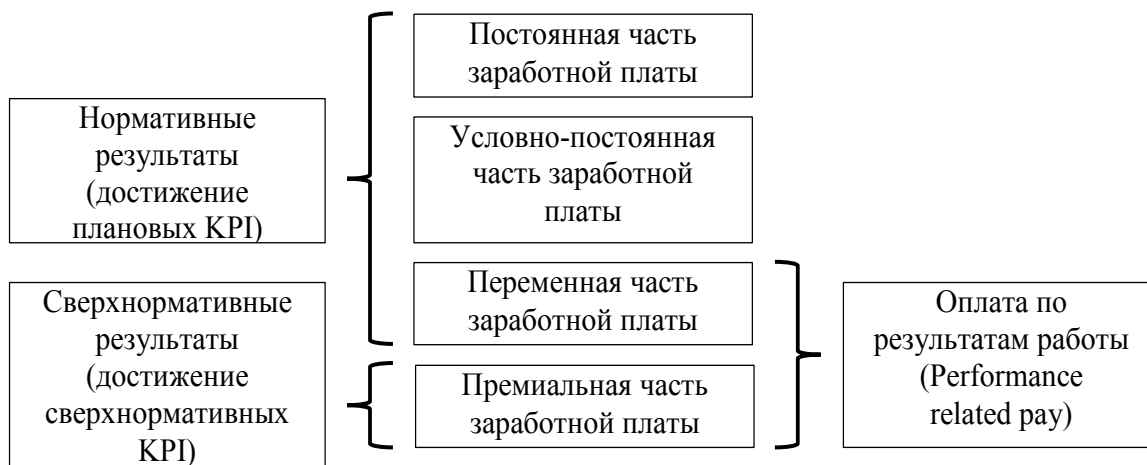 Нормативные
результаты
(достижение
плановых KPI)
Сверхнормативные
результаты
(достижение
сверхнормативных
KPI)
Постоянная часть
заработной платы
Условно-постоянная
часть заработной
платы
Переменная часть
заработной платы
Премиальная часть
заработной платы
Оплата по
результатам работы
(Performance
related pay)